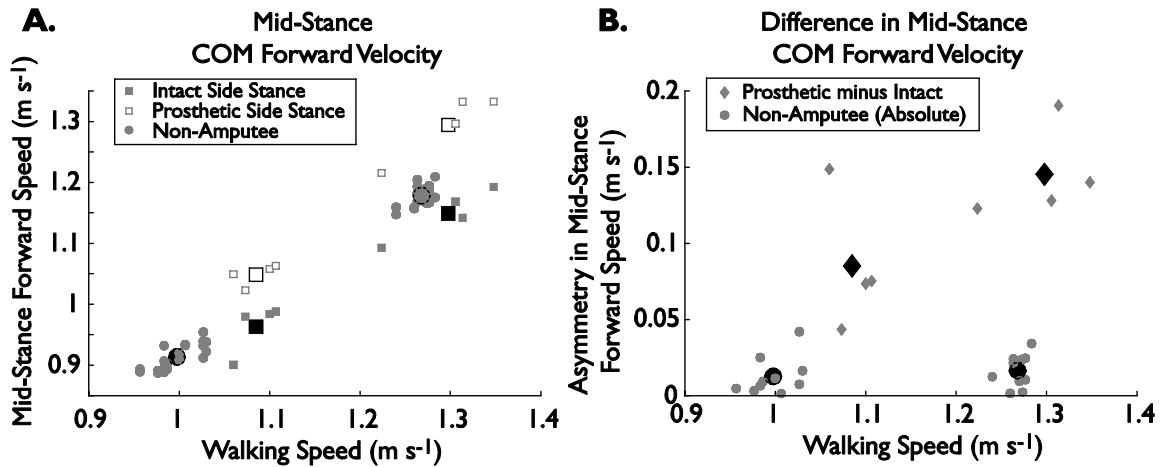 A.
Mid-Stance
COM Forward Velocity
Mid-Stance Forward Speed (m s-1)
Intact Side Stance
Prosthetic Side Stance
Non-Amputee
1.3
1.2
1.1
1
0.9
0.9 1 1.1 1.2 1.3 1.4
Walking Speed (m s-1)
B.
Difference in Mid-Stance
COM Forward Velocity
Asymmetry in Mid-Stance
Forward Speed (m s-1)
Prosthetic minus Intact
Non-Amputee (Absolute)
0.2
0.15
0.1
0.05
0
0.9 1 1.1 1.2 1.3 1.4
Walking Speed (m s-1)